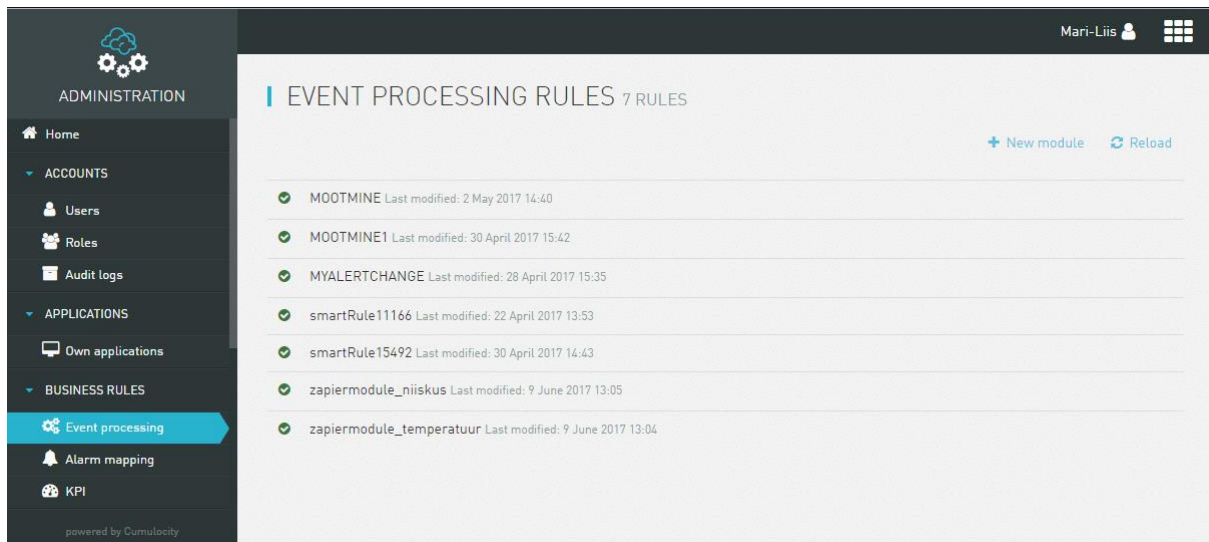 Mari-Liis
ADMINISTRATION
Home
ACCOUNTS
Users
Roles
Audit logs
APPLICATIONS
Own applications
BUSINESS RULES
Event processing
Alarm mapping
KPI
powered by Cumulocity
EVENT PROCESSING RULES 7 RULES
New module Reload
MOOTMINE Last modified: 2 May 2017 14:40
MOOTMINE1 Last modified: 30 April 2017 15:42
MYALERTCHANGE Last modified: 28 April 2017 15:35
smartRule11166 Last modified: 22 April 2017 13:53
smartRule15492 Last modified: 30 April 2017 14:43
zapiermodule_niiskus Last modified: 9 June 2017 13:05
zapiermodule_temperatuur Last modified: 9 June 2017 13:04